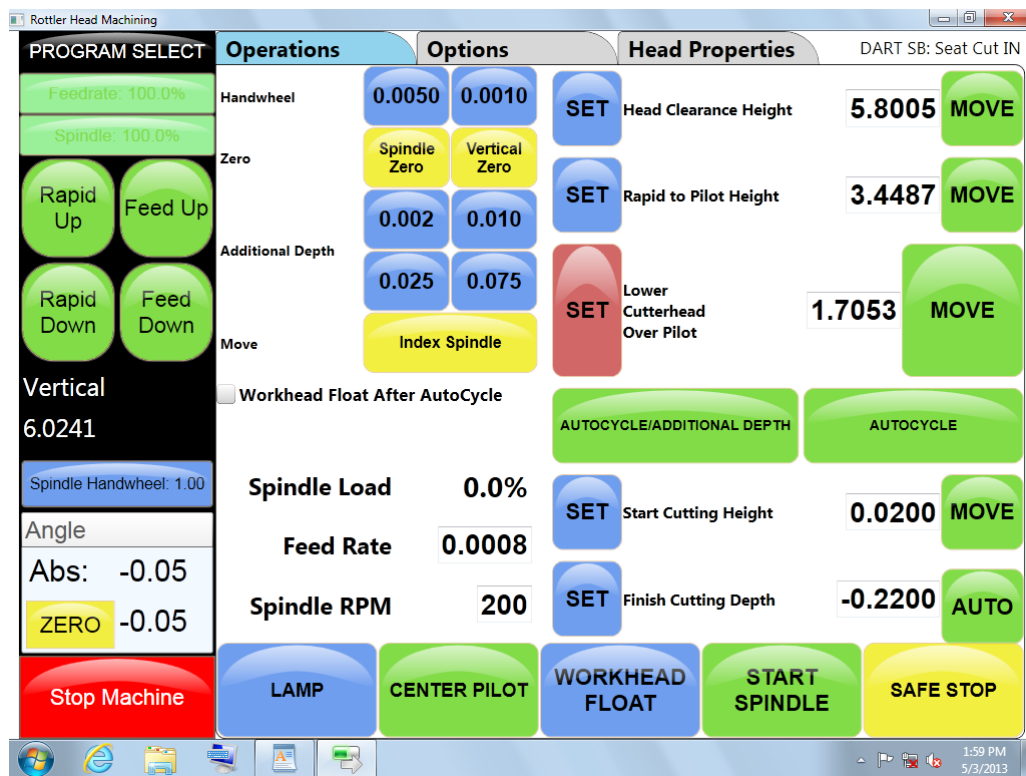 Rottler Head Machining
PROGRAM SELECT
Operations
Options
Head Properties
DART SB: Seat Cut IN
Feedrate: 100.0%
Spindle: 100.0%
Rapid
Up
Feed Up
Rapid
Down
Feed
Down
Vertical
6.0241
Spindle Handwheel: 1.00
Angle
Abs: -0.05
ZERO -0.05
Stop Machine
Handwheel
0.0050
0.0010
Zero
Spindle
Zero
Vertical
Zero
Additional Depth
0.002
0.010
0.025
0.075
Move
Index Spindle
Workhead Float After AutoCycle
Spindle Load 0.0%
Feed Rate 0.0008
Spindle RPM 200
SET Head Clearance Height 5.8005 MOVE
SET Rapid to Pilot Height 3.4487 MOVE
SET
Lower
Cutterhead
Over Pilot
1.7053 MOVE
AUTOCYCLE/ADDITIONAL DEPTH
AUTOCYCLE
SET Start Cutting Height 0.0200 MOVE
SET Finish Cutting Depth -0.2200 AUTO
LAMP
CENTER PILOT
WORKHEAD
FLOAT
START
SPINDLE
SAFE STOP
1:59 PM
5/3/2013